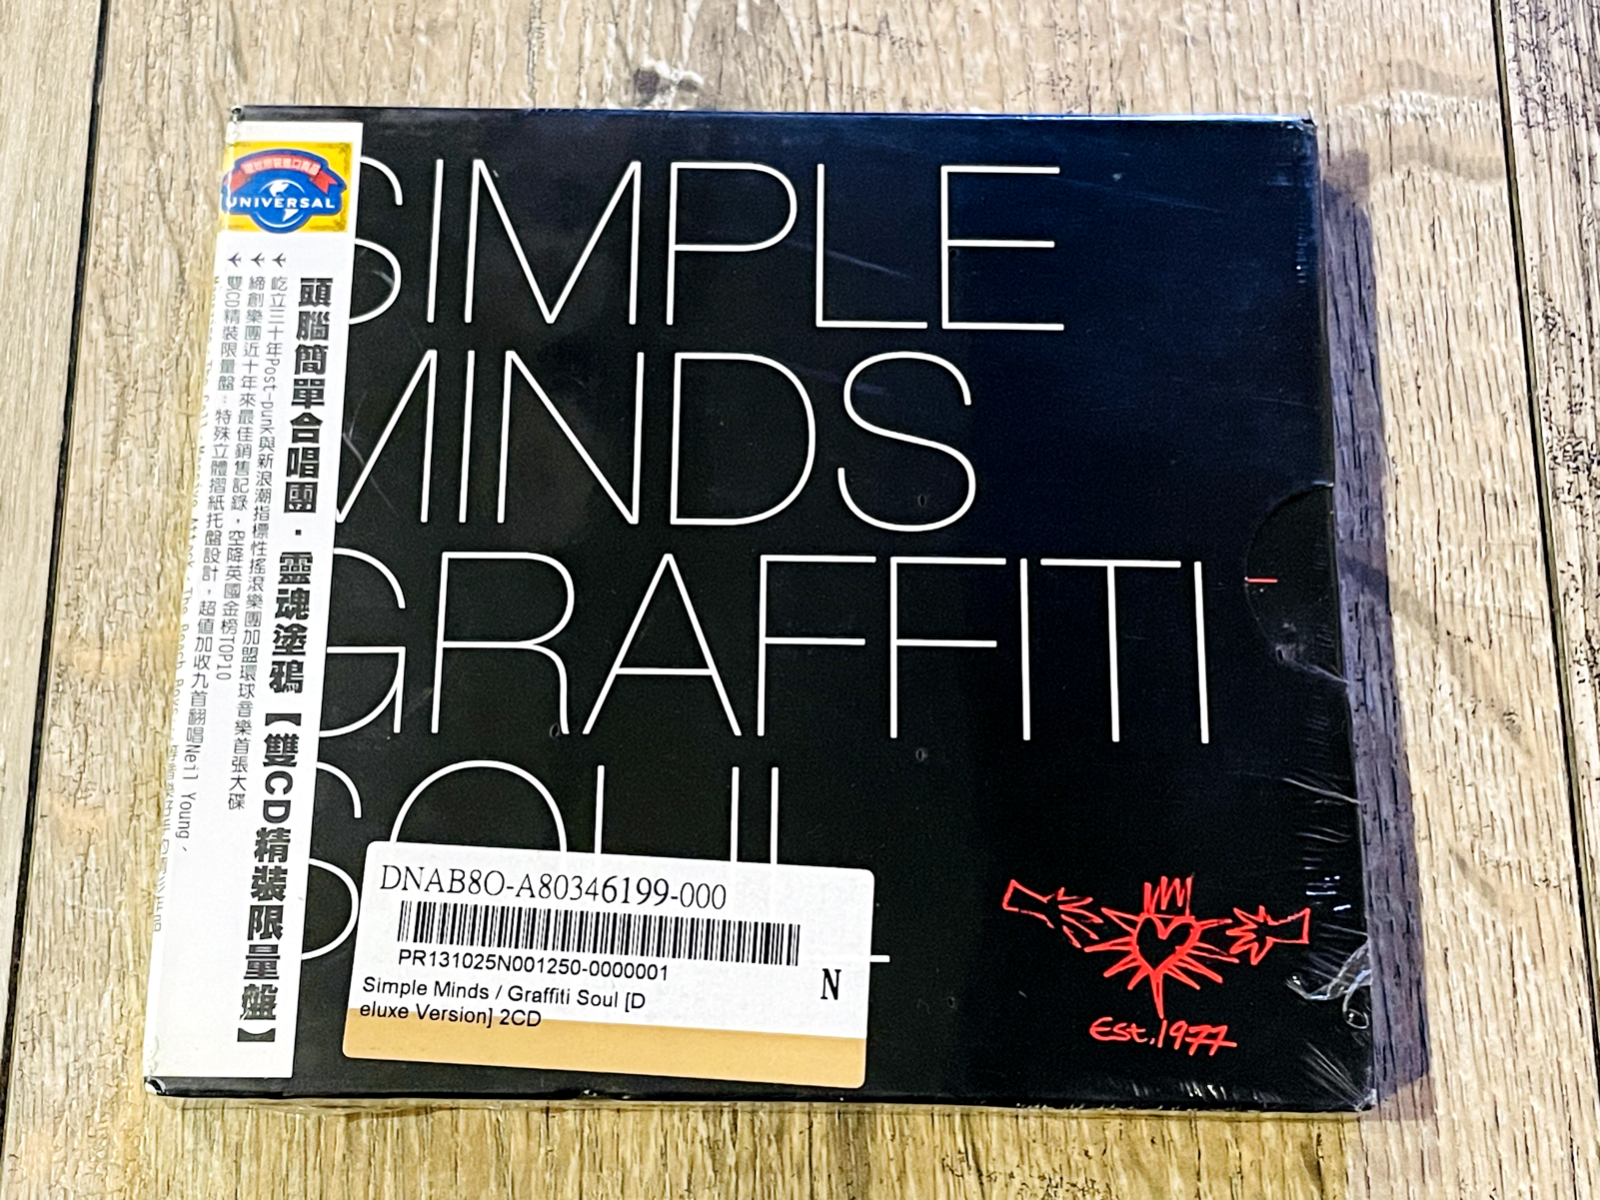 SIMPLE
MINDS
GRAFFITI
SOUL
UNIVERSAL
頭腦簡單合唱團・靈魂塗鴉【雙CD精裝限量盤】
屹立三十年Post-punk與新浪潮指標性搖滾樂團加盟環球音樂首張大碟
締創樂團近十年來最佳銷售記錄，空降英國金榜TOP10
雙CD精裝限量盤：特殊立體摺紙托盤設計，超值加收九首翻唱Neil Young、
DNAB8O-A80346199-000
PR131025N001250-0000001
N
Simple Minds / Graffiti Soul [D
eluxe Version] 2CD
Est.1977